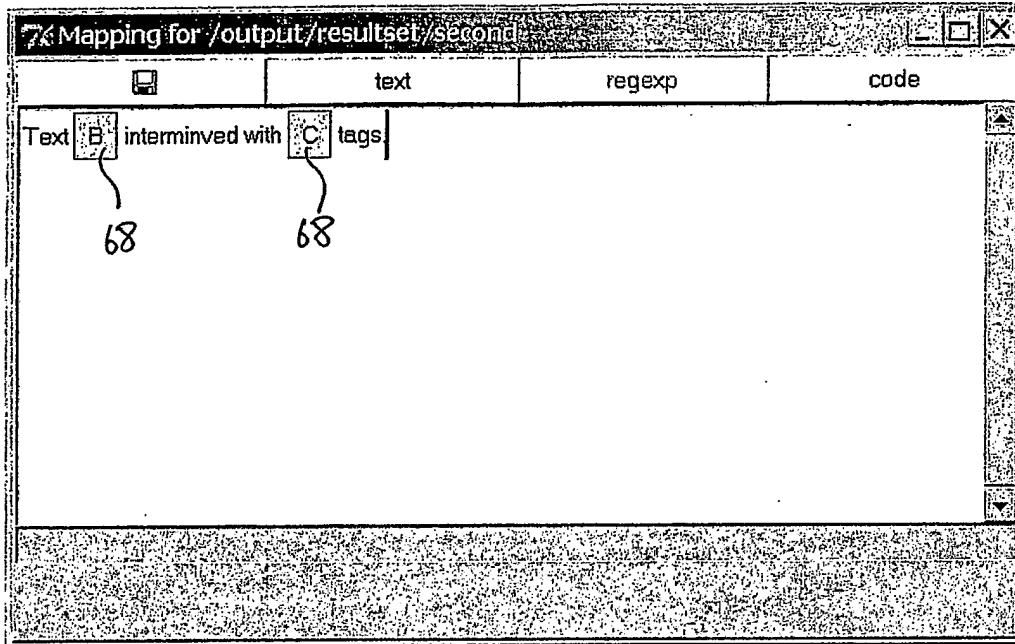 Mapping for /output/resultset/second
text regexp code
Text B interminved with C tags.
68 68